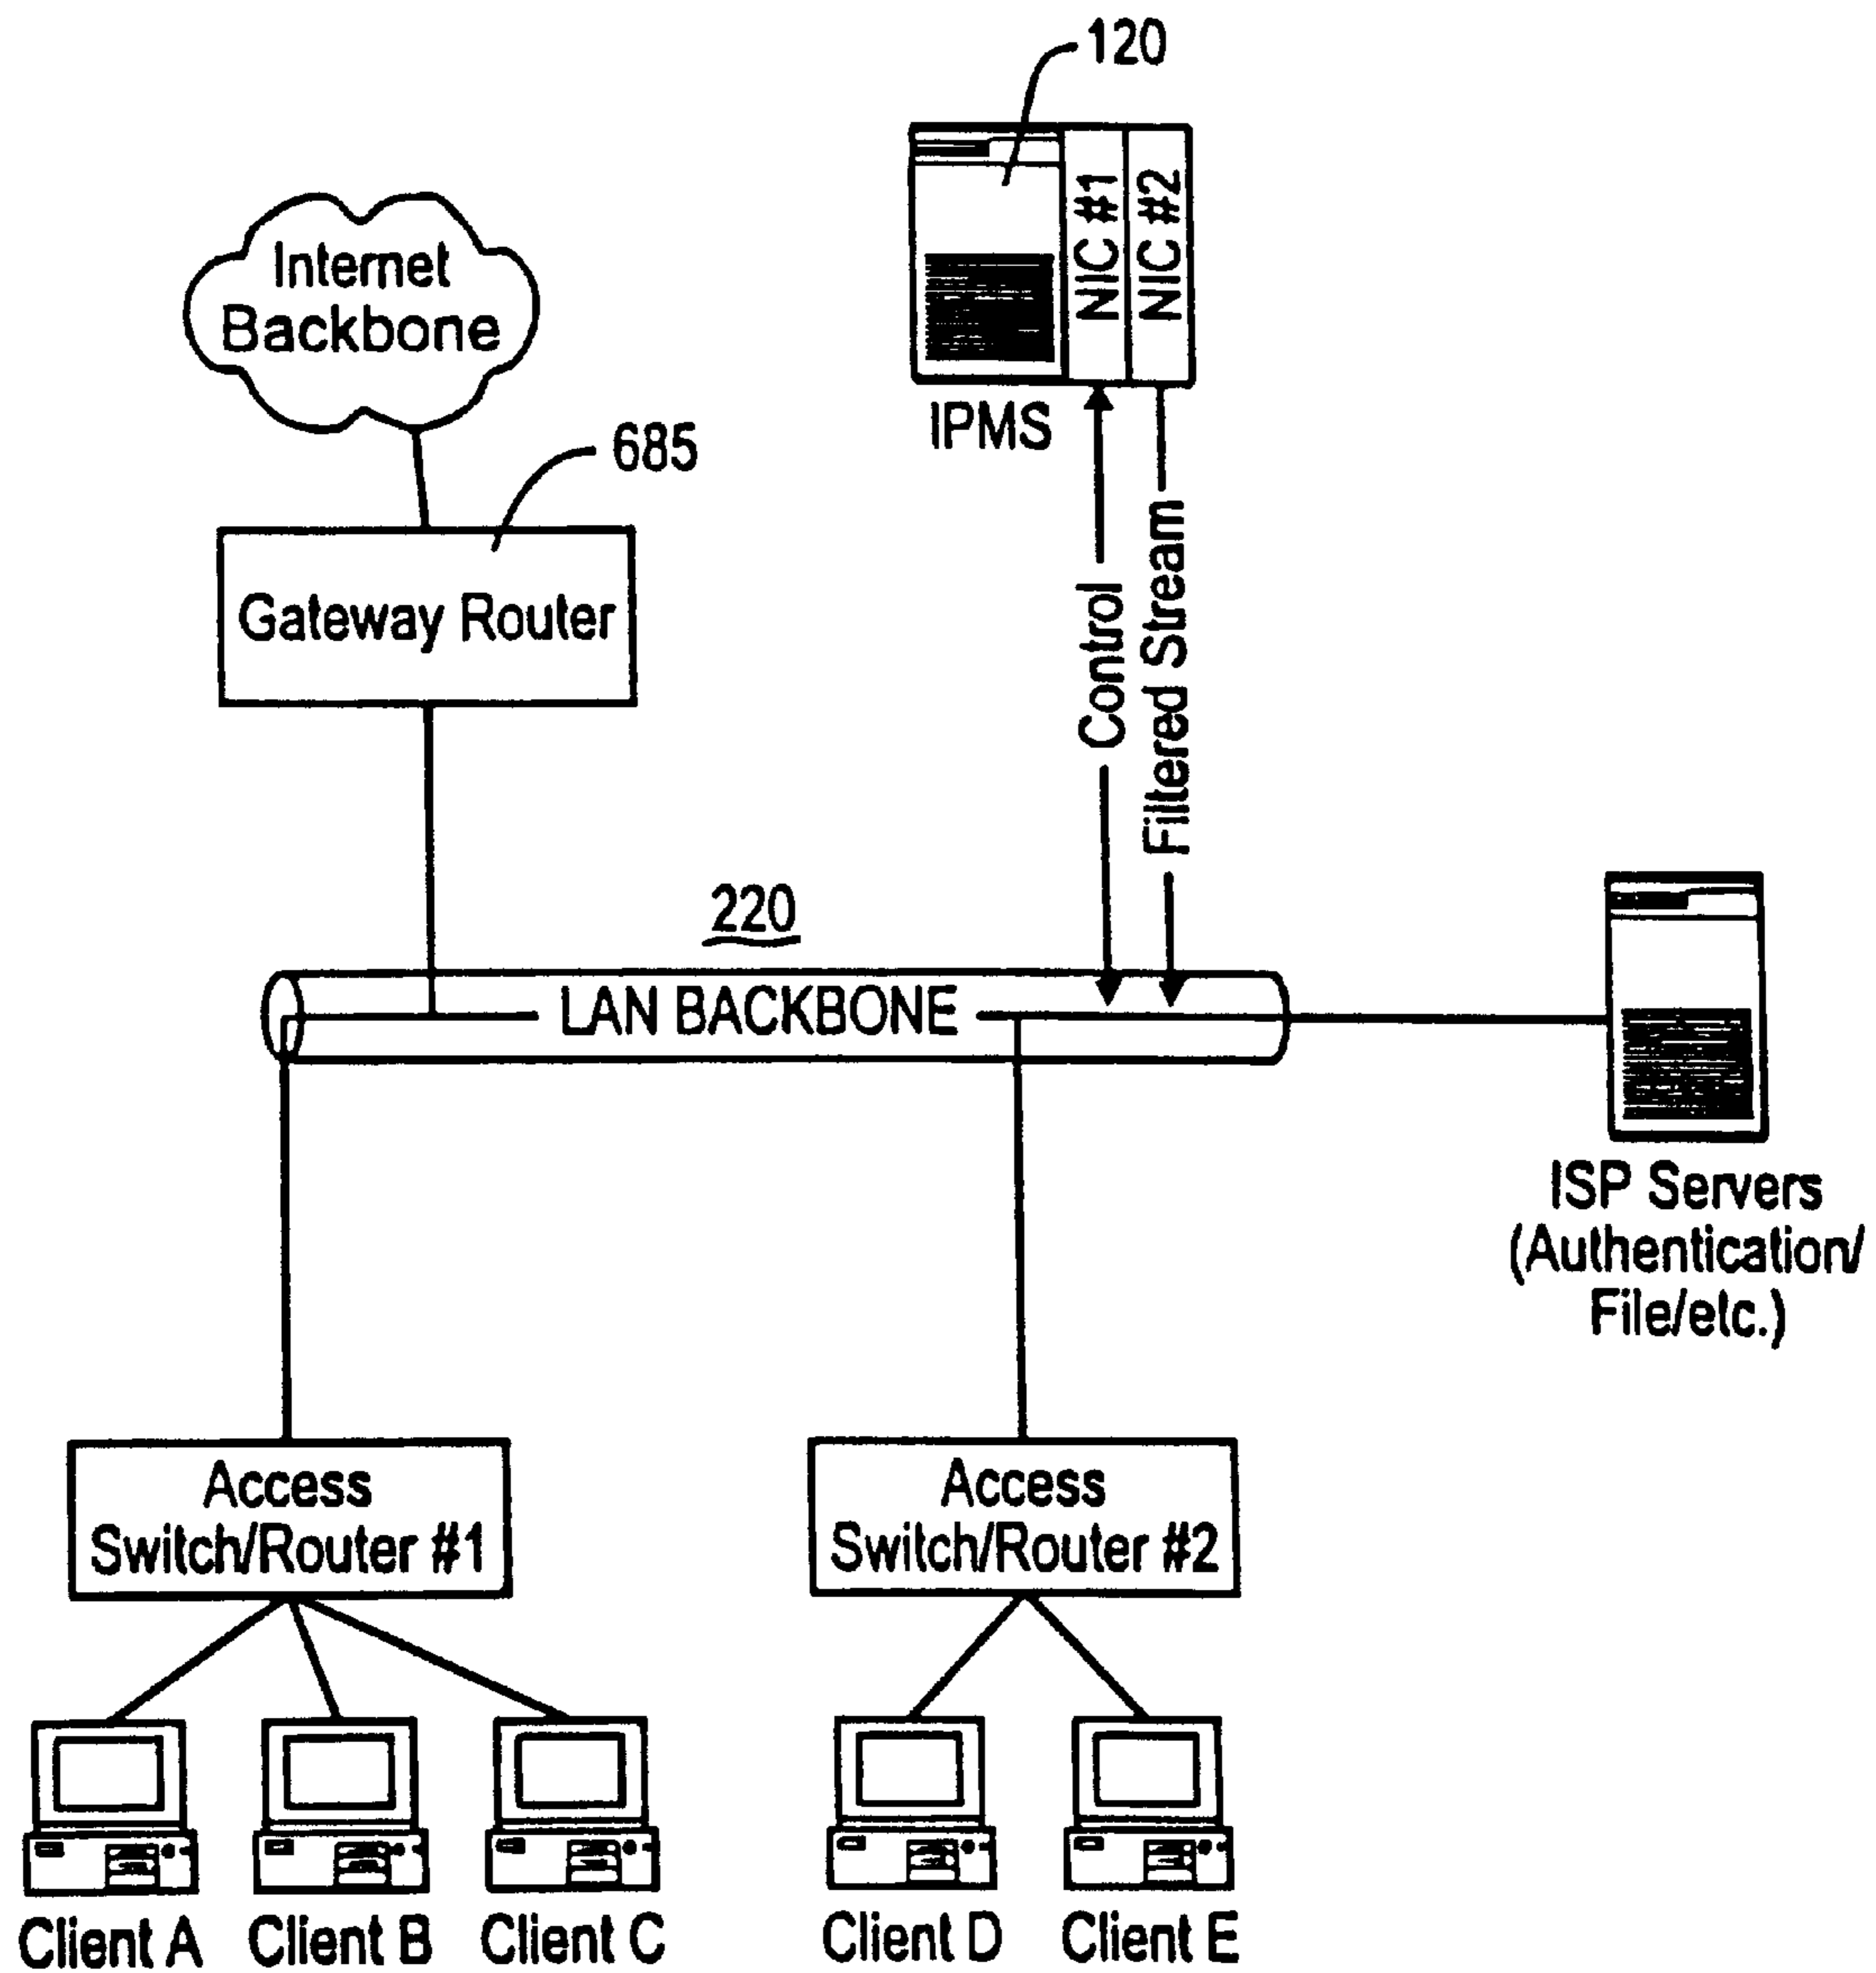 120
NIC #1
NIC #2
IPMS
Internet
Backbone
685
Gateway Router
Control
Filtered Stream
220
LAN BACKBONE
ISP Servers
(Authentication/
File/etc.)
Access
Switch/Router #1
Access
Switch/Router #2
Client A
Client B
Client C
Client D
Client E